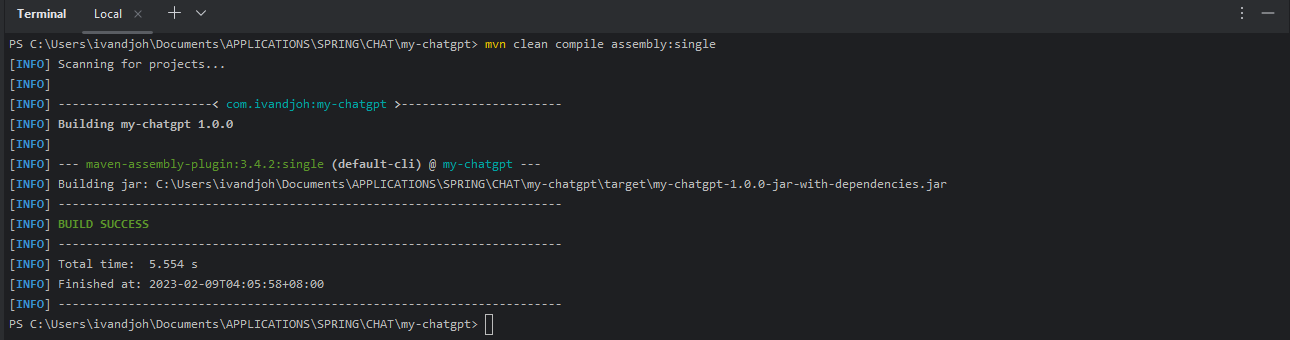 Terminal Local
PS C:\Users\ivandjoh\Documents\APPLICATIONS\SPRING\CHAT\my-chatgpt> mvn clean compile assembly:single
[INFO] Scanning for projects...
[INFO]
[INFO] ----------------------< com.ivandjoh:my-chatgpt >-----------------------
[INFO] Building my-chatgpt 1.0.0
[INFO]
[INFO] --- maven-assembly-plugin:3.4.2:single (default-cli) @ my-chatgpt ---
[INFO] Building jar: C:\Users\ivandjoh\Documents\APPLICATIONS\SPRING\CHAT\my-chatgpt\target\my-chatgpt-1.0.0-jar-with-dependencies.jar
[INFO] ------------------------------------------------------------------------
[INFO] BUILD SUCCESS
[INFO] ------------------------------------------------------------------------
[INFO] Total time:  5.554 s
[INFO] Finished at: 2023-02-09T04:05:58+08:00
[INFO] ------------------------------------------------------------------------
PS C:\Users\ivandjoh\Documents\APPLICATIONS\SPRING\CHAT\my-chatgpt>